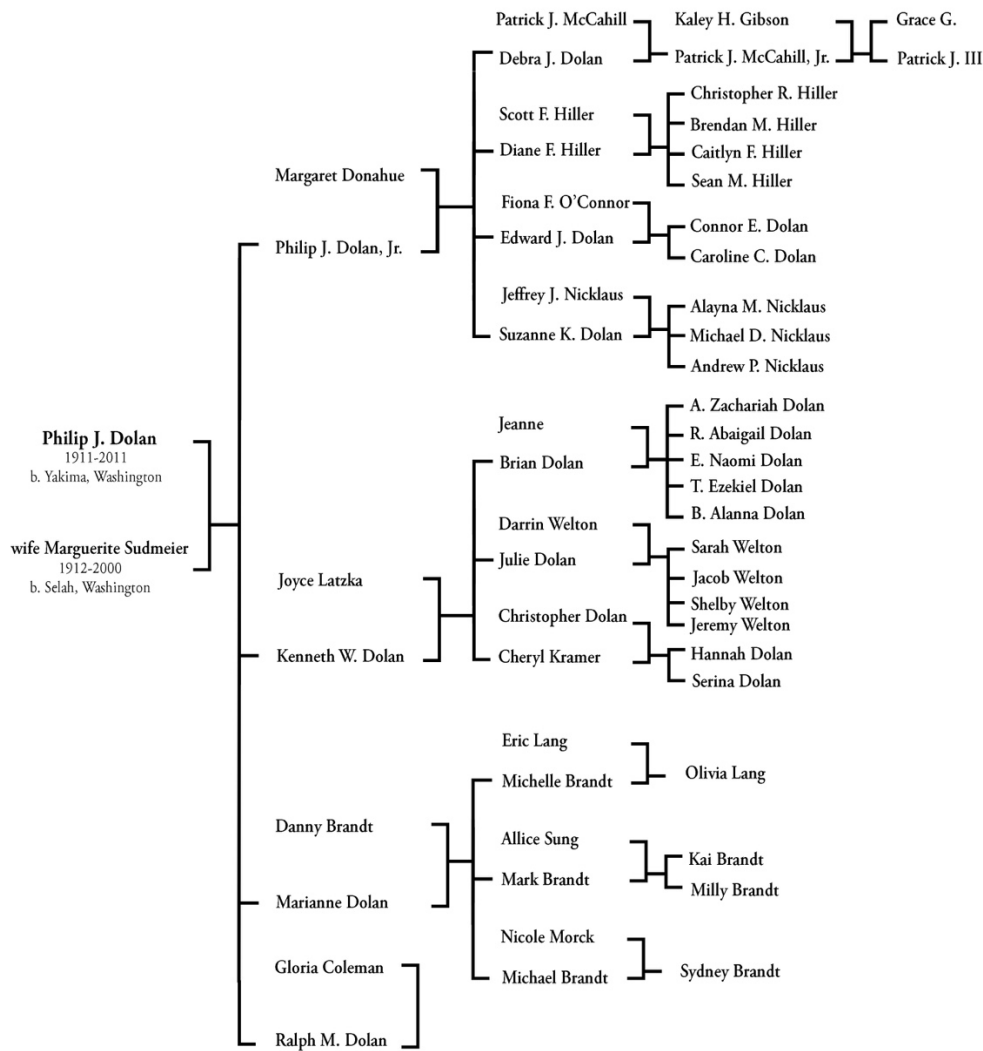 Patrick J. McCahill
Kaley H. Gibson
Grace G.
Debra J. Dolan
Patrick J. McCahill, Jr.
Patrick J. III
Christopher R. Hiller
Scott F. Hiller
Brendan M. Hiller
Diane F. Hiller
Caitlyn F. Hiller
Sean M. Hiller
Margaret Donahue
Fiona F. O’Connor
Connor E. Dolan
Philip J. Dolan, Jr.
Edward J. Dolan
Caroline C. Dolan
Jeffrey J. Nicklaus
Alayna M. Nicklaus
Suzanne K. Dolan
Michael D. Nicklaus
Andrew P. Nicklaus
A. Zachariah Dolan
Jeanne
R. Abaigail Dolan
Philip J. Dolan
1911-2011
b. Yakima, Washington
Brian Dolan
E. Naomi Dolan
T. Ezekiel Dolan
B. Alanna Dolan
Darrin Welton
wife Marguerite Sudmeier
1912-2000
b. Selah, Washington
Sarah Welton
Julie Dolan
Joyce Latzka
Jacob Welton
Shelby Welton
Christopher Dolan
Jeremy Welton
Kenneth W. Dolan
Cheryl Kramer
Hannah Dolan
Serina Dolan
Eric Lang
Olivia Lang
Michelle Brandt
Danny Brandt
Allice Sung
Kai Brandt
Mark Brandt
Milly Brandt
Marianne Dolan
Nicole Morck
Gloria Coleman
Michael Brandt
Sydney Brandt
Ralph M. Dolan